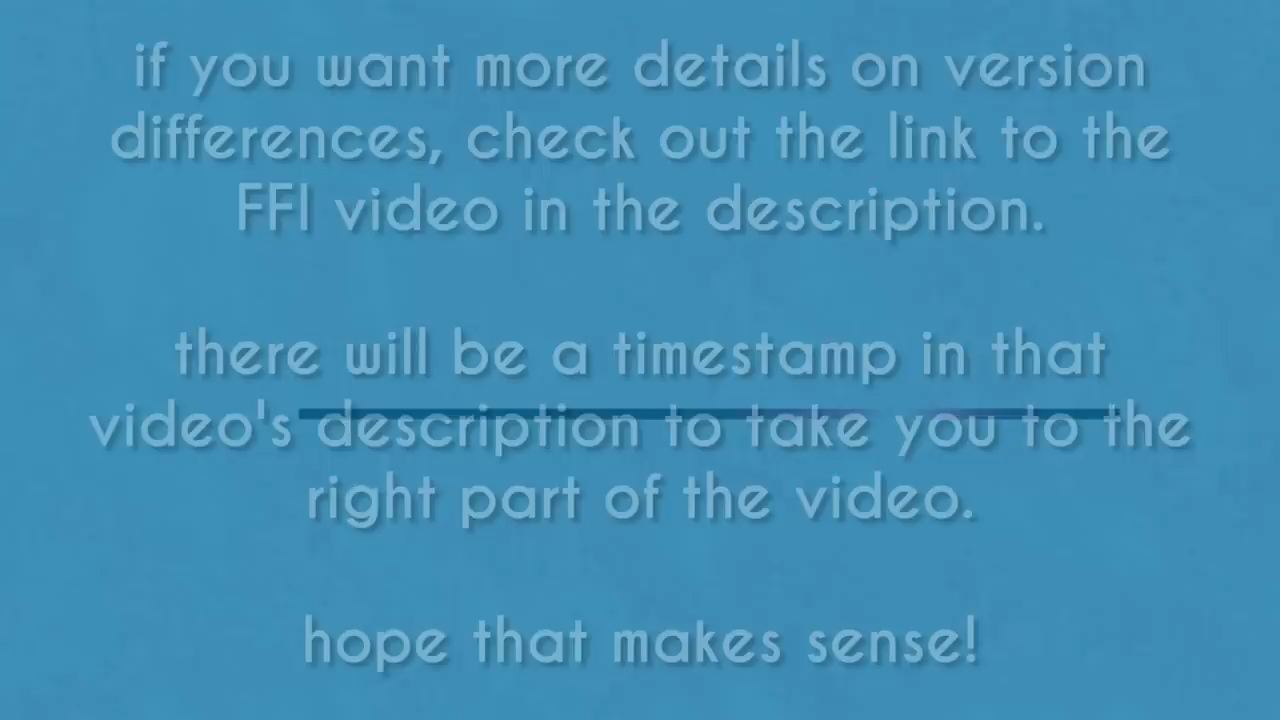 if you want more details on version
differences, check out the link to the
FFI video in the description.
there will be a timestamp in that
video's description to take you to the
right part of the video.
hope that makes sense!